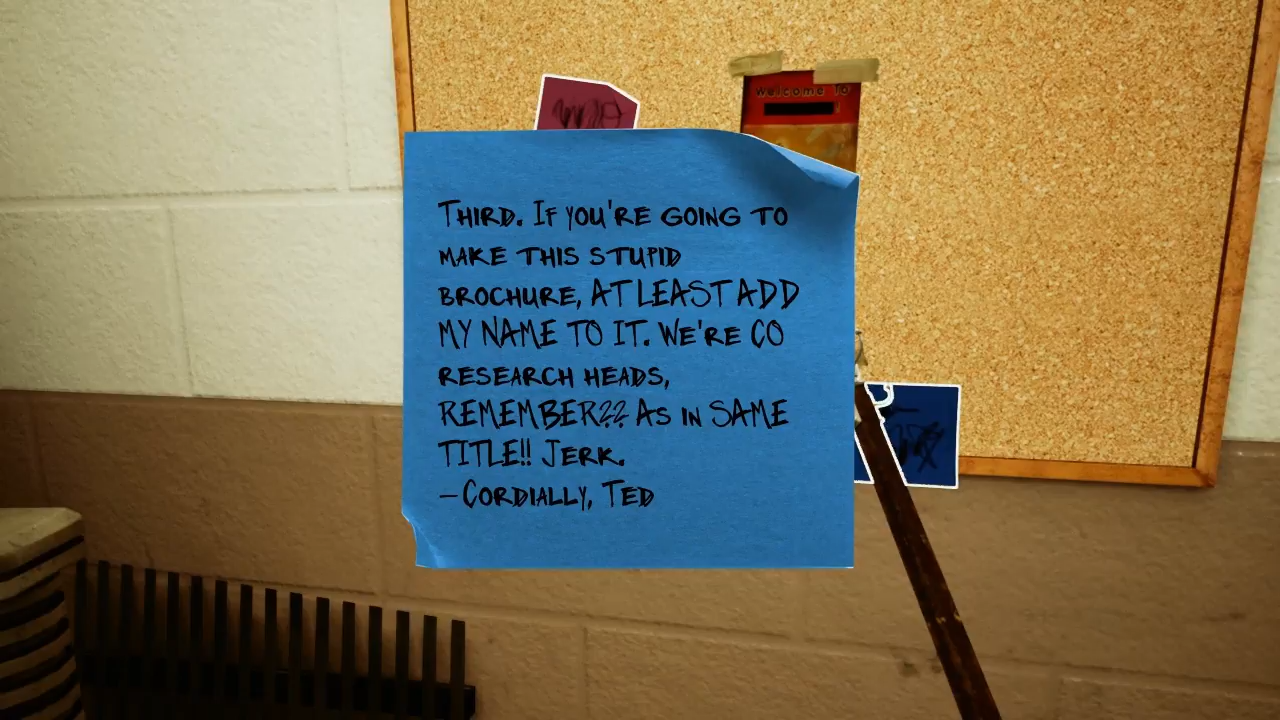 Welcome To
Third. If you're going to
make this stupid
brochure, AT LEAST ADD
MY NAME TO IT. We're CO
research heads,
REMEMBER?? As in SAME
TITLE!! Jerk.
–Cordially, Ted